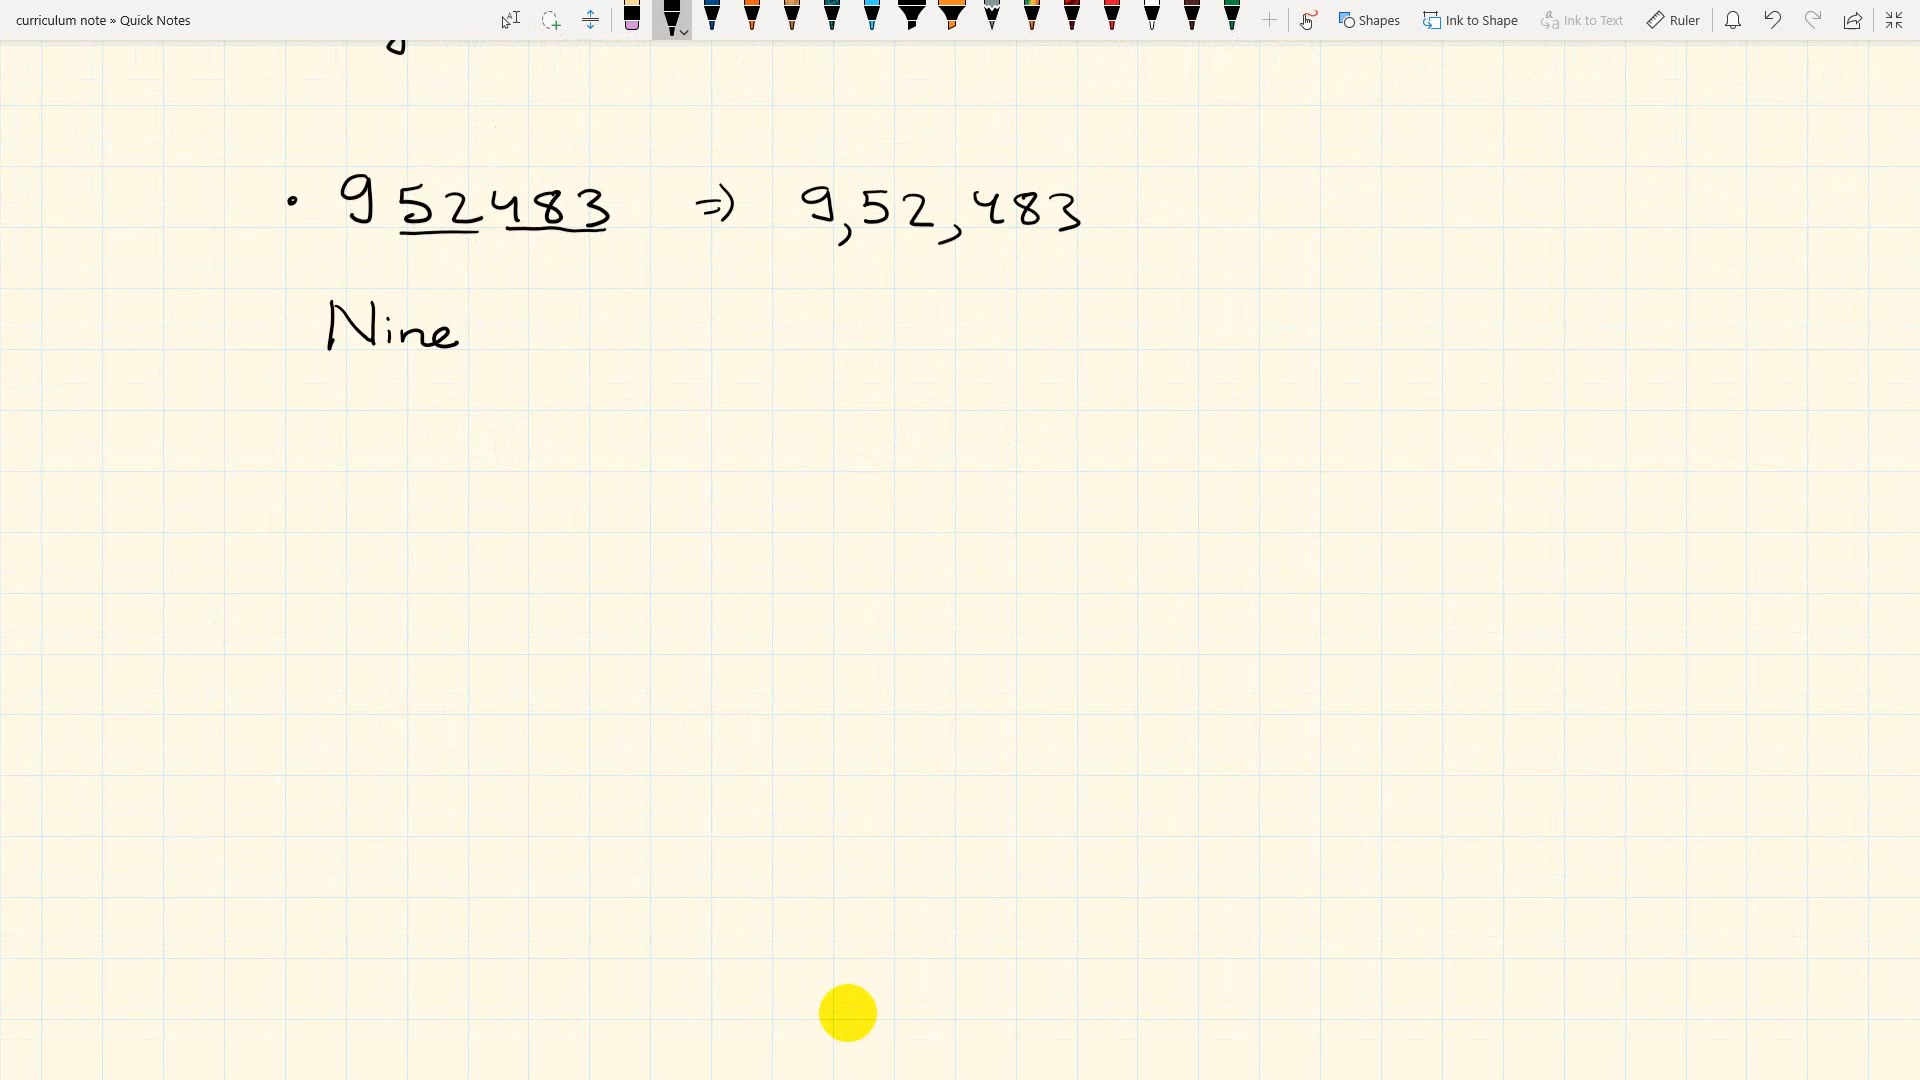 curriculum note » Quick Notes
Shapes Ink to Shape Ink to Text Ruler
• 952483 ⇒ 9,52,483
Nine